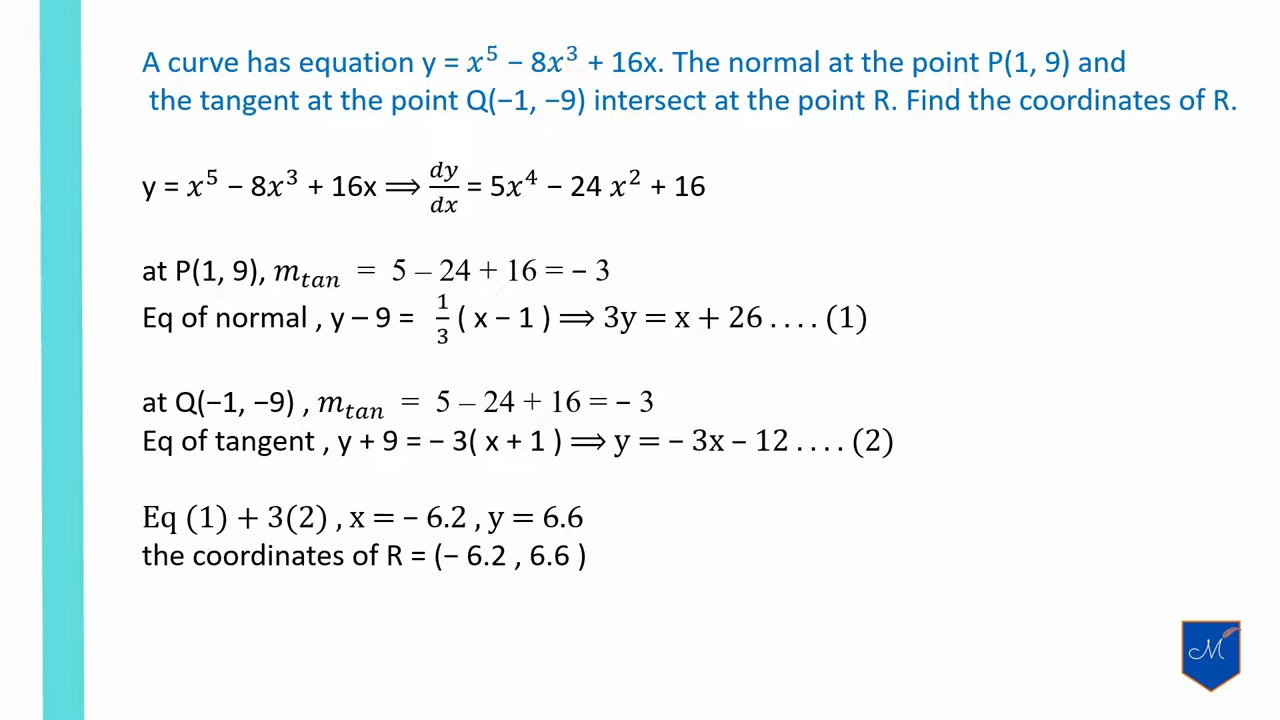 A curve has equation y = x⁵ − 8x³ + 16x. The normal at the point P(1, 9) and
the tangent at the point Q(−1, −9) intersect at the point R. Find the coordinates of R.
y = x⁵ − 8x³ + 16x ⟹ dy/dx = 5x⁴ − 24 x² + 16
at P(1, 9), m_tan = 5 – 24 + 16 = – 3
Eq of normal , y – 9 = 1/3 ( x − 1 ) ⟹ 3y = x + 26 . . . . (1)
at Q(−1, −9) , m_tan = 5 – 24 + 16 = – 3
Eq of tangent , y + 9 = – 3( x + 1 ) ⟹ y = – 3x – 12 . . . . (2)
Eq (1) + 3(2) , x = – 6.2 , y = 6.6
the coordinates of R = (– 6.2 , 6.6 )
M